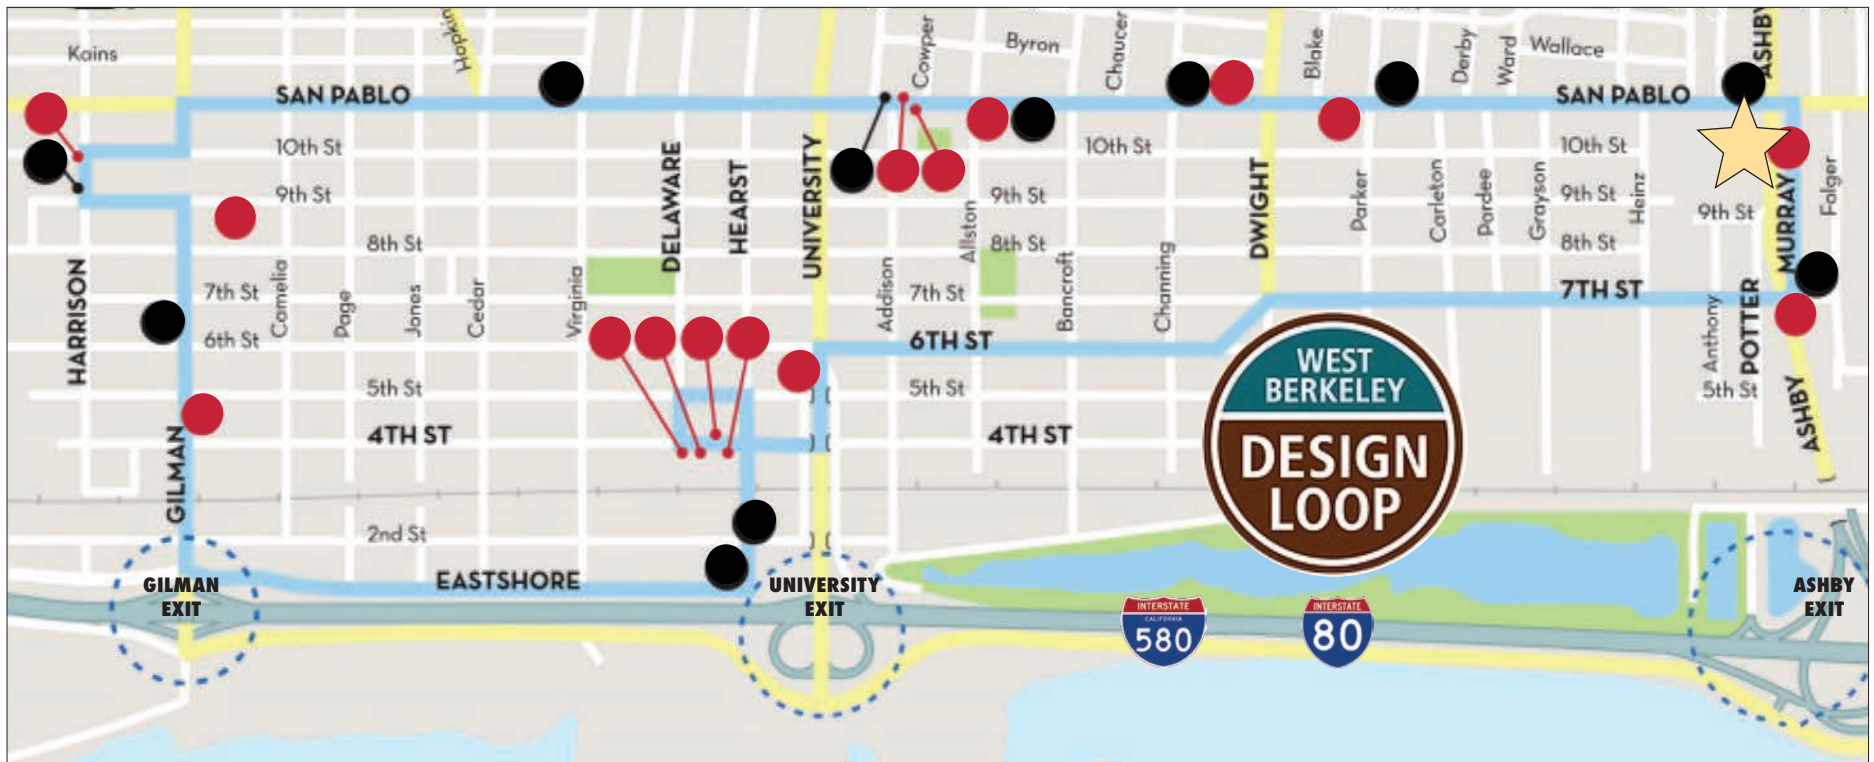 Kains
Hopkin
Cowper
Byron
Chaucer
Blake
Derby
Ward
Wallace
ASHBY
SAN PABLO
SAN PABLO
10th St
10th St
10th St
DELAWARE
HEARST
UNIVERSITY
DWIGHT
9th St
9th St
9th St
9th St
Allston
Parker
Carleton
Pardee
Grayson
Heinz
MURRAY
Folger
8th St
8th St
8th St
HARRISON
Camelia
Page
Jones
Cedar
Virginia
Addison
Bancroft
Channing
7th St
7th St
7TH ST
Anthony
POTTER
6th St
6TH ST
5th St
5th St
5th St
ASHBY
WEST
BERKELEY
DESIGN
LOOP
GILMAN
4TH ST
4TH ST
2nd St
EASTSHORE
GILMAN
EXIT
UNIVERSITY
EXIT
ASHBY
EXIT
INTERSTATE
CALIFORNIA
580
INTERSTATE
80